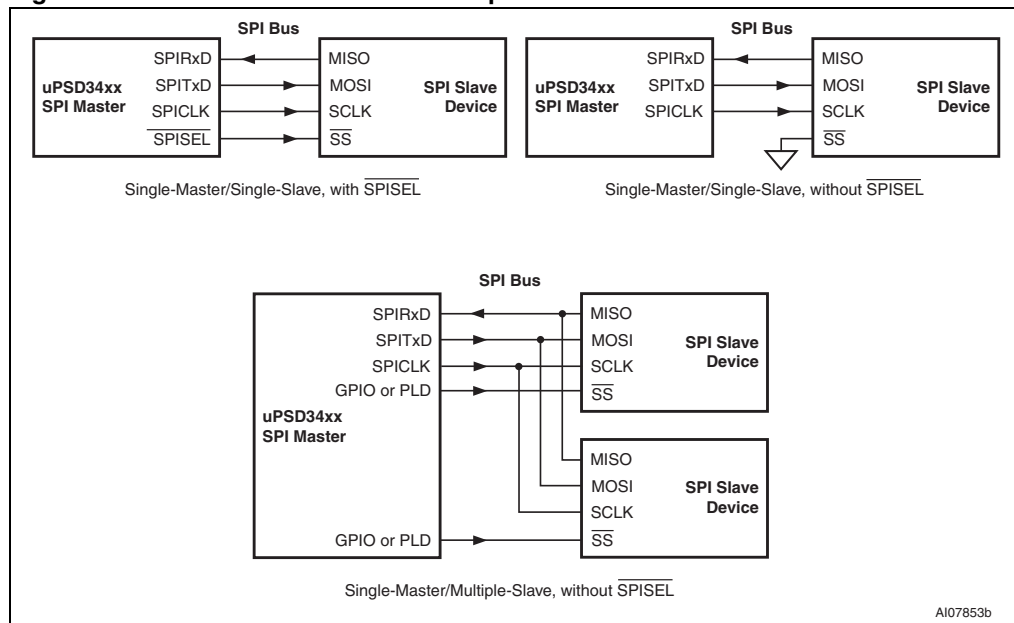 SPI Bus
uPSD34xx
SPI Master
SPIRxD
SPITxD
SPICLK
SPISEL
MISO
MOSI
SCLK
SS
SPI Slave
Device
Single-Master/Single-Slave, with SPISEL
SPI Bus
uPSD34xx
SPI Master
SPIRxD
SPITxD
SPICLK
MISO
MOSI
SCLK
SS
SPI Slave
Device
Single-Master/Single-Slave, without SPISEL
SPI Bus
SPIRxD
SPITxD
SPICLK
GPIO or PLD
uPSD34xx
SPI Master
GPIO or PLD
MISO
MOSI
SCLK
SS
SPI Slave
Device
MISO
MOSI
SCLK
SS
SPI Slave
Device
Single-Master/Multiple-Slave, without SPISEL
AI07853b